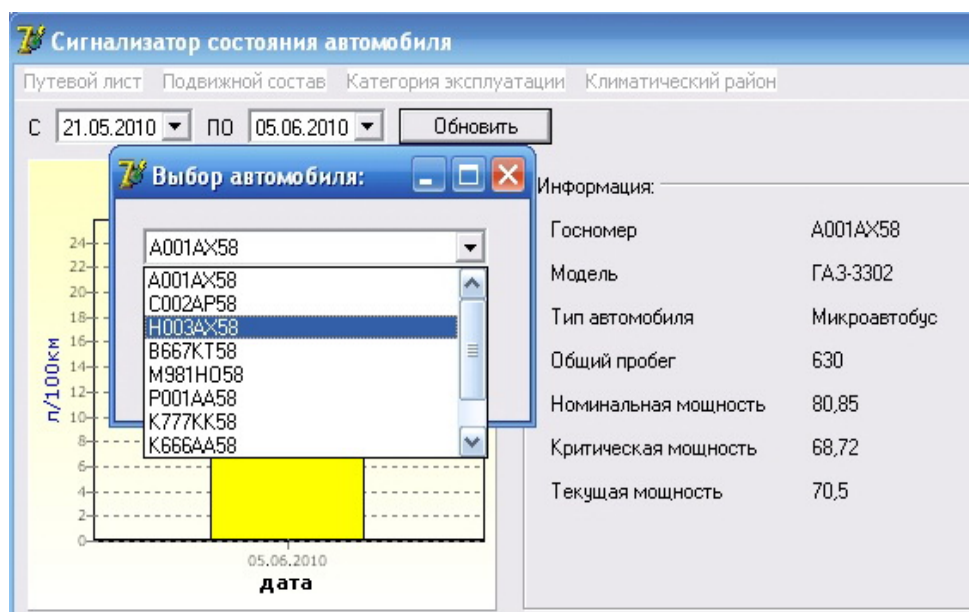 Сигнализатор состояния автомобиля
Путевой лист Подвижной состав Категория эксплуатации Климатический район
С 21.05.2010 ПО 05.06.2010 Обновить
Выбор автомобиля:
А001АХ58
А001АХ58
С002АР58
Н003АХ58
В667КТ58
М981НО58
Р001АА58
К777КК58
К666АА58
24
22
20
18
16
14
12
10
8
6
4
2
0
л/100км
05.06.2010
дата
Информация:
Госномер А001АХ58
Модель ГАЗ-3302
Тип автомобиля Микроавтобус
Общий пробег 630
Номинальная мощность 80,85
Критическая мощность 68,72
Текущая мощность 70,5